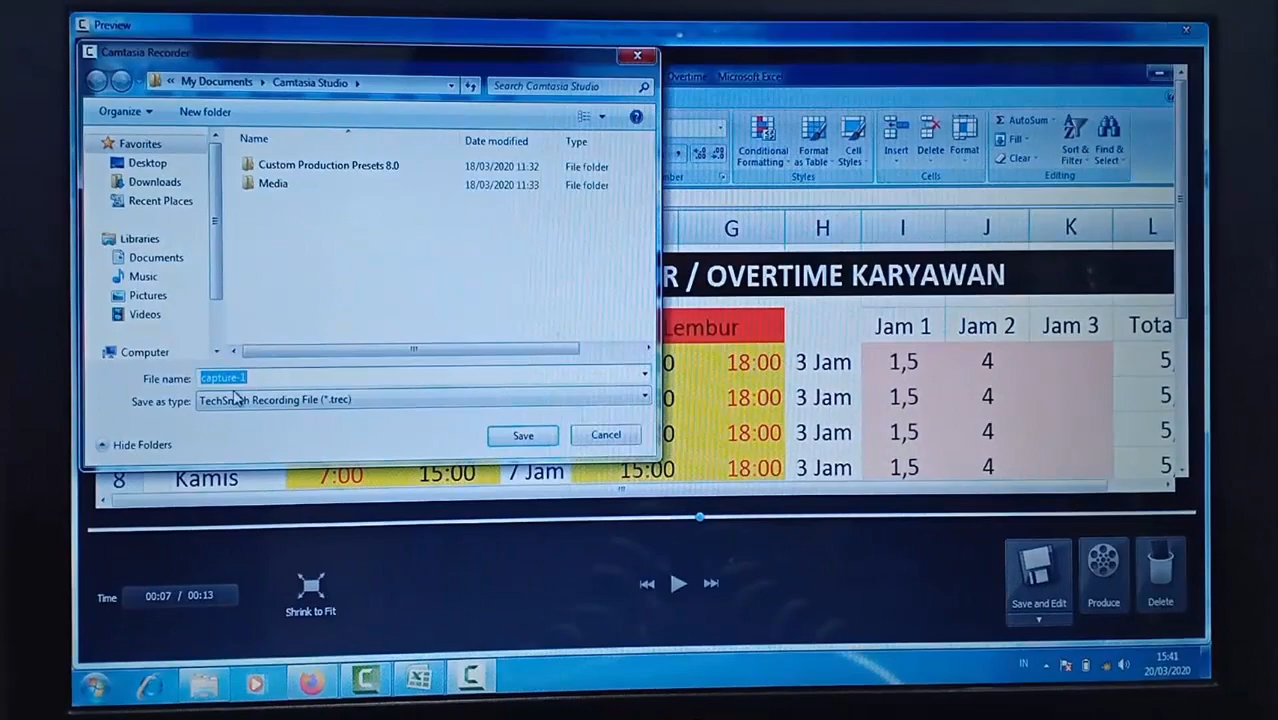 Preview
Camtasia Recorder
« My Documents Camtasia Studio
Search Camtasia Studio
Overtime Microsoft Excel
Organize New folder
Name Date modified Type
Favorites
Desktop
Downloads
Recent Places
Libraries
Documents
Music
Pictures
Videos
Computer
Custom Production Presets 8.0 18/03/2020 11:32 File folder
Media 18/03/2020 11:33 File folder
File name: capture-1
Save as type: Recording File (*.trec)
Hide Folders
Save Cancel
Conditional Formatting
Format as Table
Cell Styles
Styles
Insert Delete Format
Cells
Σ AutoSum
Fill
Clear
Sort & Filter
Find & Select
Editing
G H I J K L
R / OVERTIME KARYAWAN
Lembur Jam 1 Jam 2 Jam 3 Tota
0 18:00 3 Jam 1,5 4 5,
0 18:00 3 Jam 1,5 4 5,
0 18:00 3 Jam 1,5 4 5,
8 Kamis 7:00 15:00 7 Jam 15:00 18:00 3 Jam 1,5 4 5,
Time 00:07 / 00:13
Shrink to Fit
Save and Edit
Produce
Delete
IN
15:41
20/03/2020